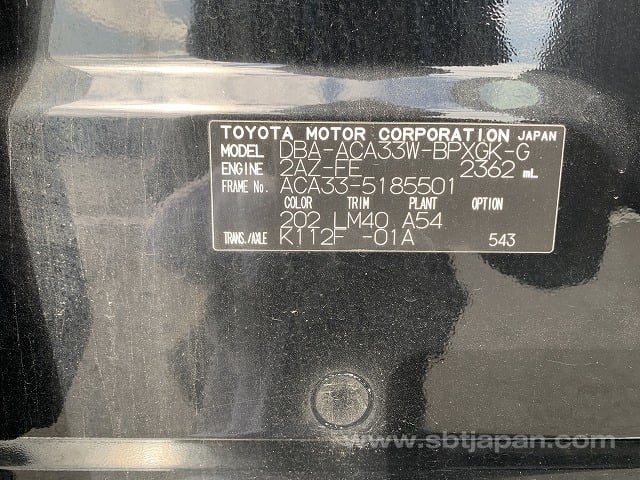 TOYOTA MOTOR CORPORATION JAPAN
MODEL DBA-ACA33W-BPXGK-G
ENGINE 2AZ-FE 2362 mL
FRAME No. ACA33-5185501
COLOR TRIM PLANT OPTION
202 LM40 A54
TRANS./AXLE K112F -01A 543
www.sbtjapan.com